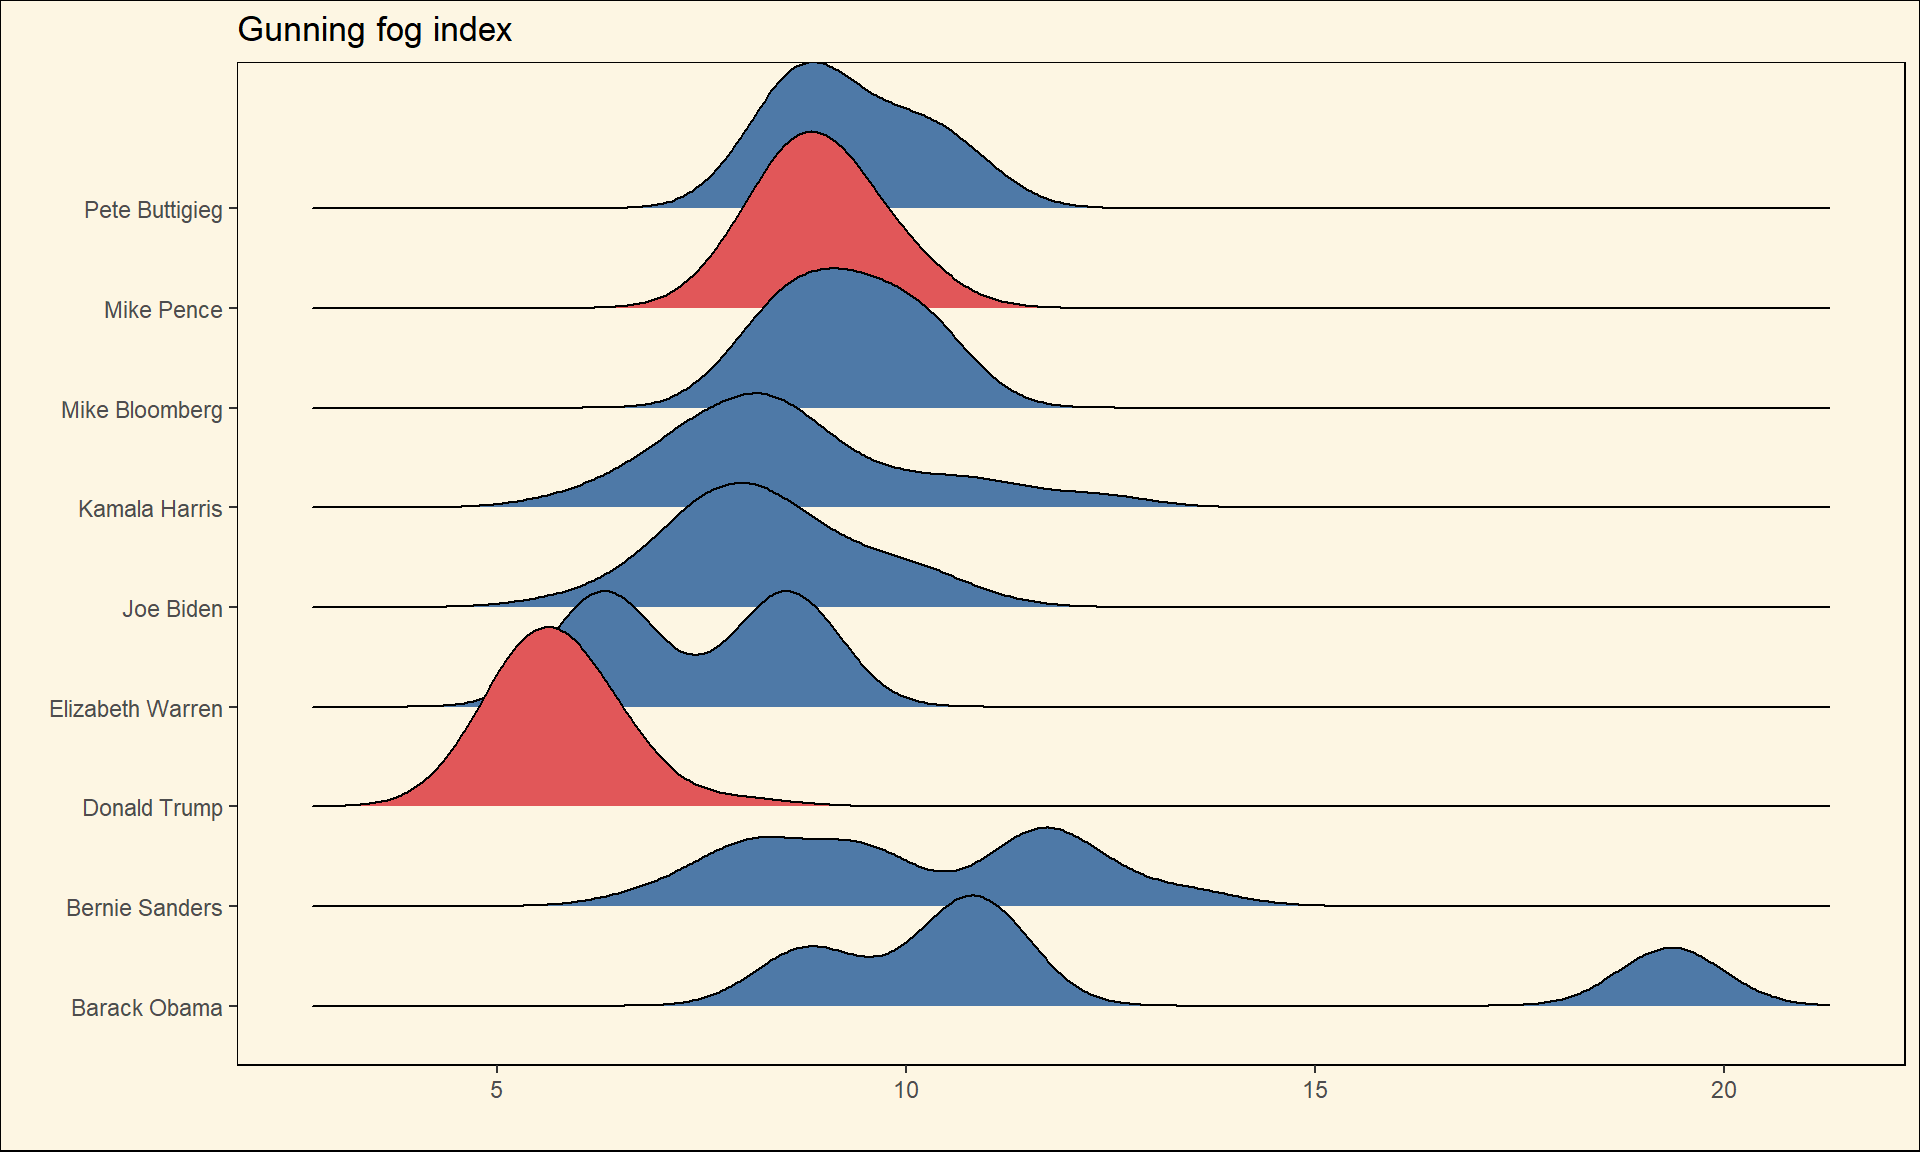 Gunning fog index
Pete Buttigieg
Mike Pence
Mike Bloomberg
Kamala Harris
Joe Biden
Elizabeth Warren
Donald Trump
Bernie Sanders
Barack Obama
5 10 15 20